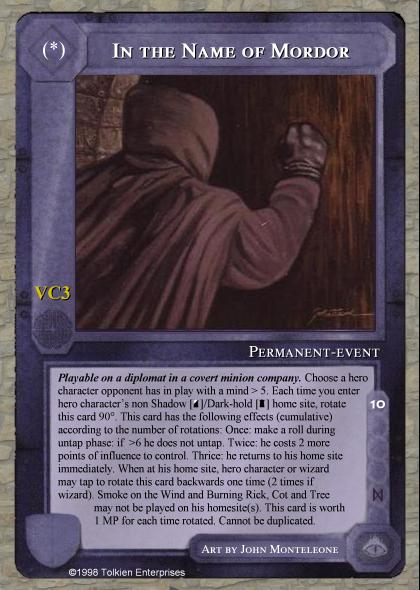 (*)
IN THE NAME OF MORDOR
VC3
PERMANENT-EVENT
Playable on a diplomat in a covert minion company. Choose a hero
character opponent has in play with a mind > 5. Each time you enter
hero character's non Shadow []/Dark-hold [] home site, rotate
this card 90°. This card has the following effects (cumulative)
according to the number of rotations: Once: make a roll during
untap phase: if >6 he does not untap. Twice: he costs 2 more
points of influence to control. Thrice: he returns to his home site
immediately. When at his home site, hero character or wizard
may tap to rotate this card backwards one time (2 times if
wizard). Smoke on the Wind and Burning Rick, Cot and Tree
may not be played on his homesite(s). This card is worth
1 MP for each time rotated. Cannot be duplicated.
10
ART BY JOHN MONTELEONE
©1998 Tolkien Enterprises